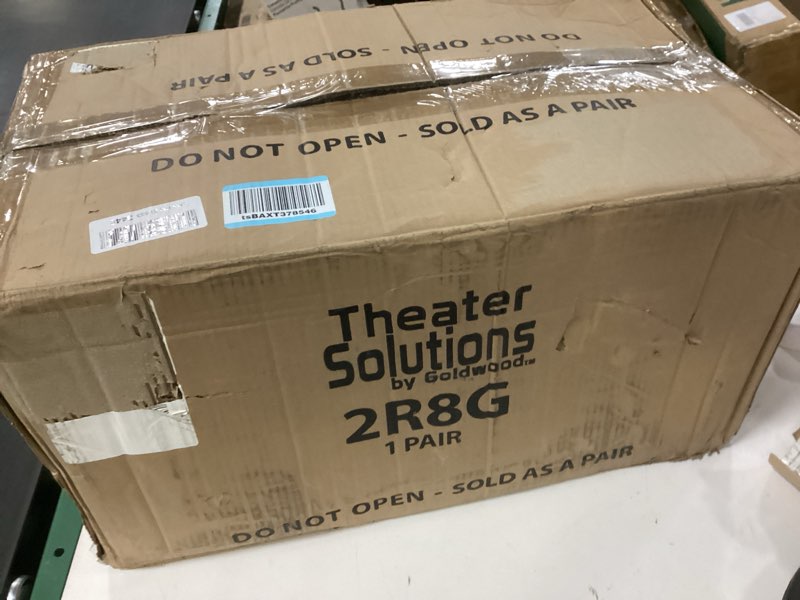 DO NOT OPEN - SOLD AS A PAIR
DO NOT OPEN - SOLD AS A PAIR
tsBAXT378546
Theater
Solutions
by Goldwood™
2R8G
1 PAIR
DO NOT OPEN - SOLD AS A PAIR